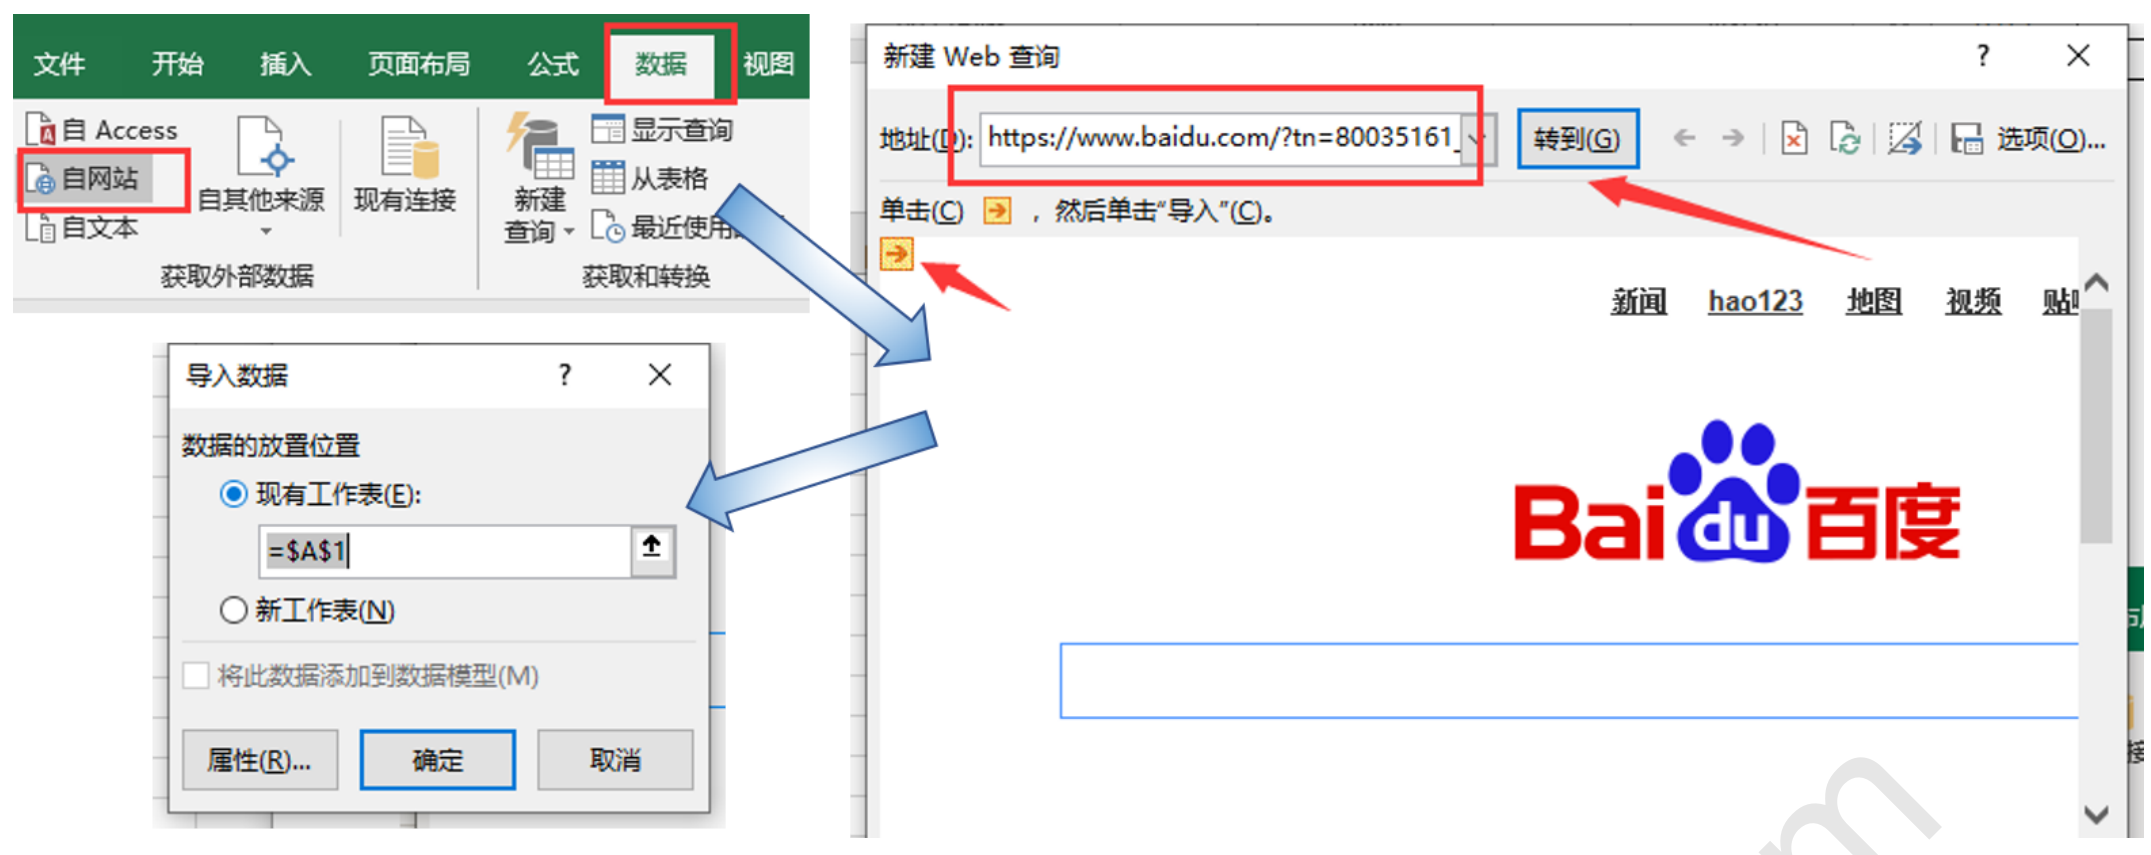 文件 开始 插入 页面布局 公式 数据 视图
自 Access
自网站
自文本
自其他来源
现有连接
获取外部数据
新建
查询
显示查询
从表格
最近使用
获取和转换
新建 Web 查询
地址(D): https://www.baidu.com/?tn=80035161_ 转到(G) 选项(O)...
单击(C) ，然后单击“导入”(C)。
新闻 hao123 地图 视频
Bai du 百度
导入数据
数据的放置位置
现有工作表(E):
=$A$1
新工作表(N)
将此数据添加到数据模型(M)
属性(R)... 确定 取消